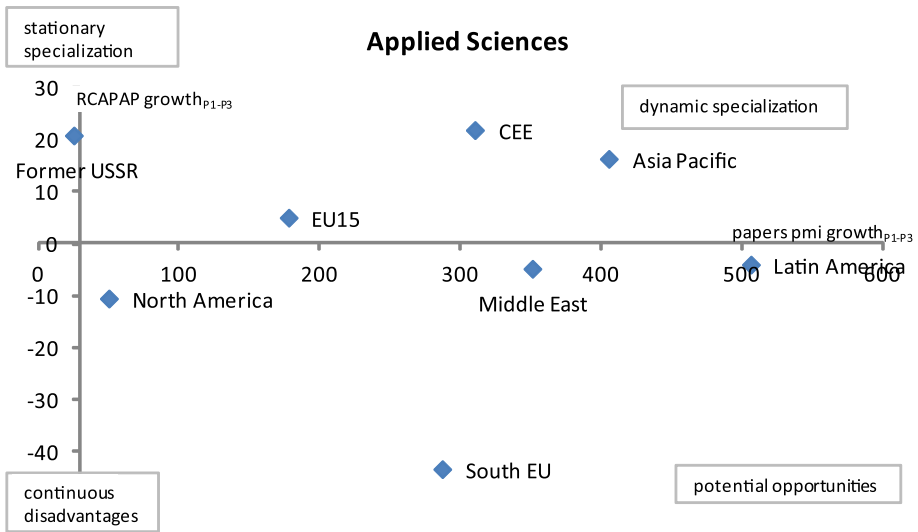 stationary
specialization
Applied Sciences
30
RCAPAP growthP1-P3
dynamic specialization
20
CEE
Asia Pacific
Former USSR
10
EU15
papers pmi growthP1-P3
0
0
100
200
300
400
500
600
Latin America
-10
North America
Middle East
-20
-30
-40
South EU
continuous
disadvantages
potential opportunities